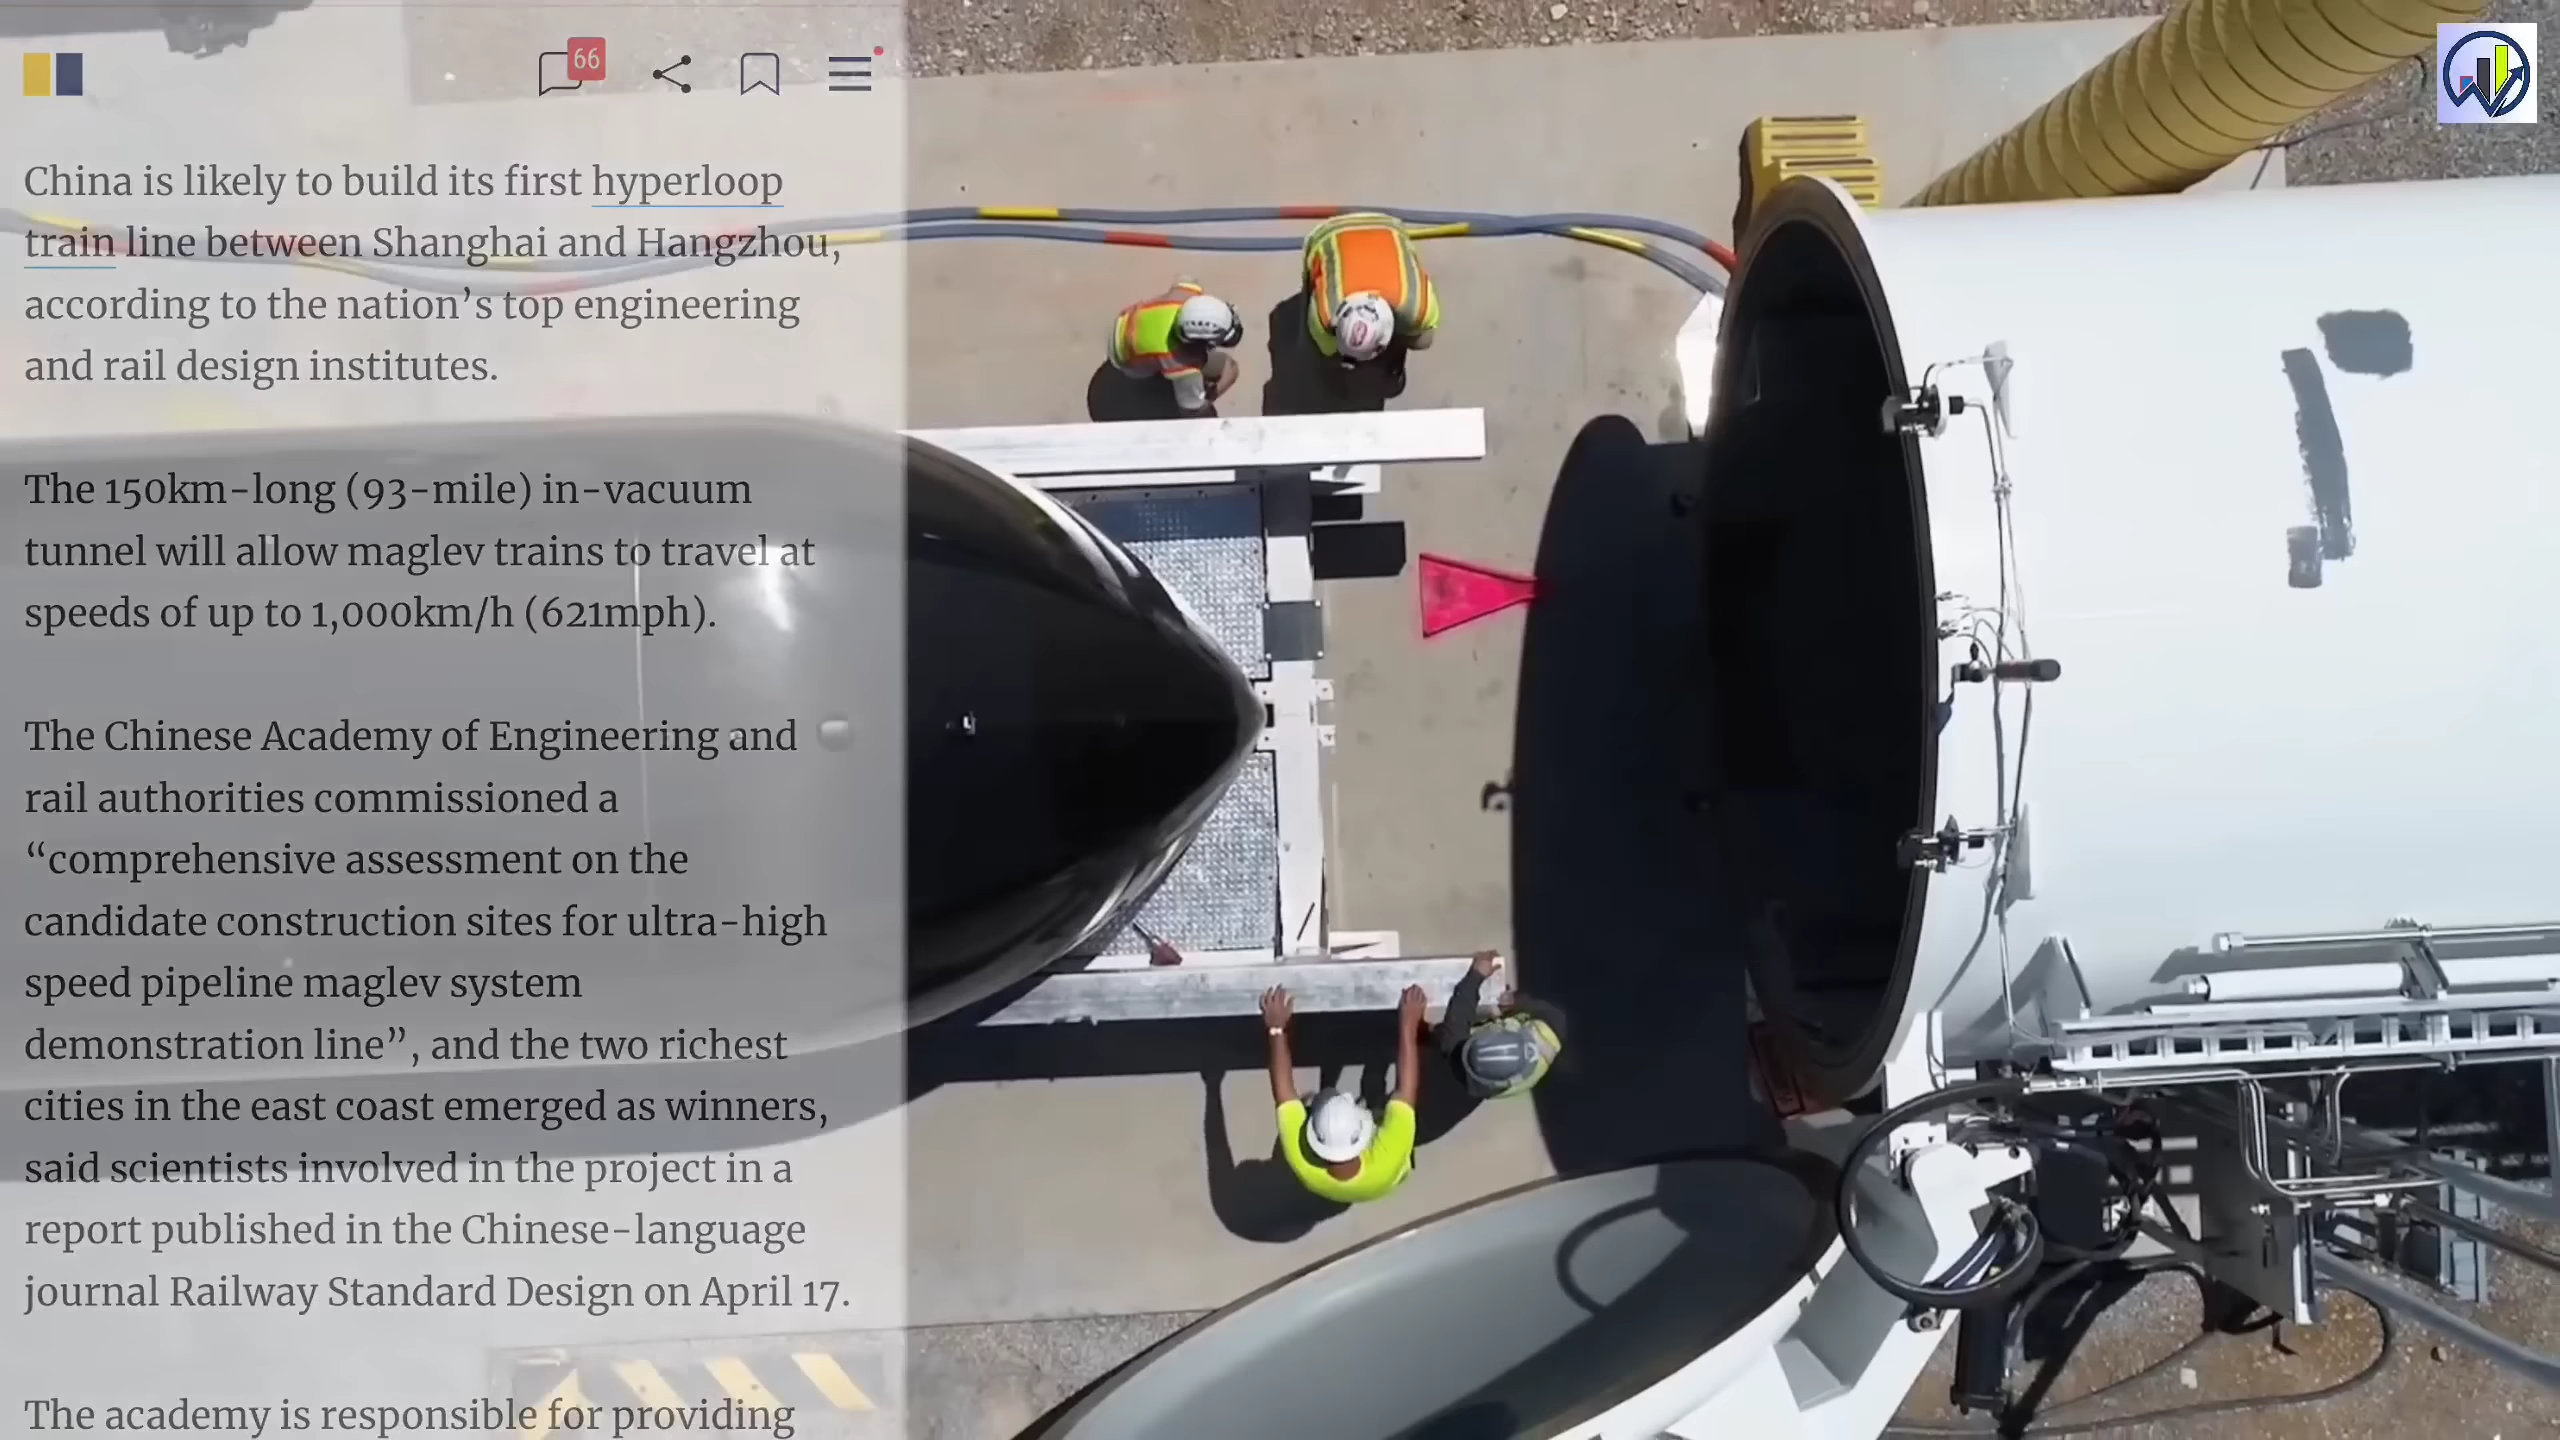 66
China is likely to build its first hyperloop
train line between Shanghai and Hangzhou,
according to the nation’s top engineering
and rail design institutes.
The 150km-long (93-mile) in-vacuum
tunnel will allow maglev trains to travel at
speeds of up to 1,000km/h (621mph).
The Chinese Academy of Engineering and
rail authorities commissioned a
“comprehensive assessment on the
candidate construction sites for ultra-high
speed pipeline maglev system
demonstration line”, and the two richest
cities in the east coast emerged as winners,
said scientists involved in the project in a
report published in the Chinese-language
journal Railway Standard Design on April 17.
The academy is responsible for providing